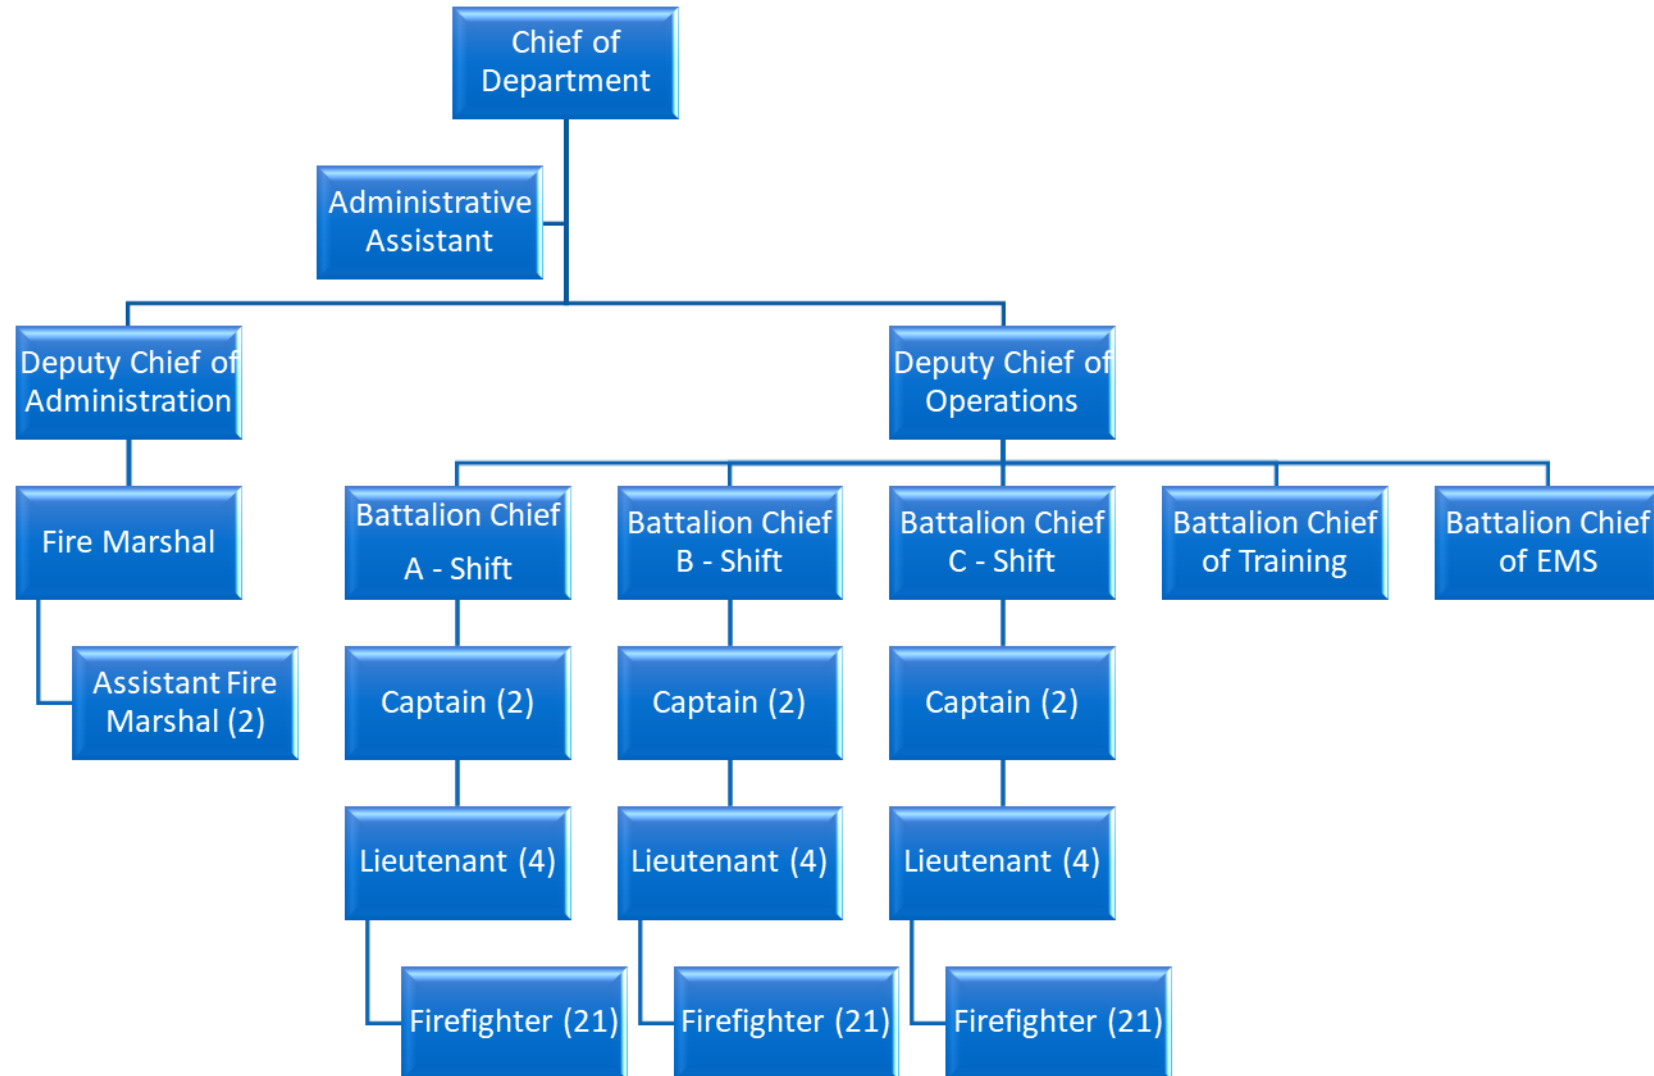 Chief of
Department
Administrative
Assistant
Deputy Chief of
Administration
Deputy Chief of
Operations
Fire Marshal
Battalion Chief
A - Shift
Battalion Chief
B - Shift
Battalion Chief
C - Shift
Battalion Chief
of Training
Battalion Chief
of EMS
Assistant Fire
Marshal (2)
Captain (2)
Captain (2)
Captain (2)
Lieutenant (4)
Lieutenant (4)
Lieutenant (4)
Firefighter (21)
Firefighter (21)
Firefighter (21)